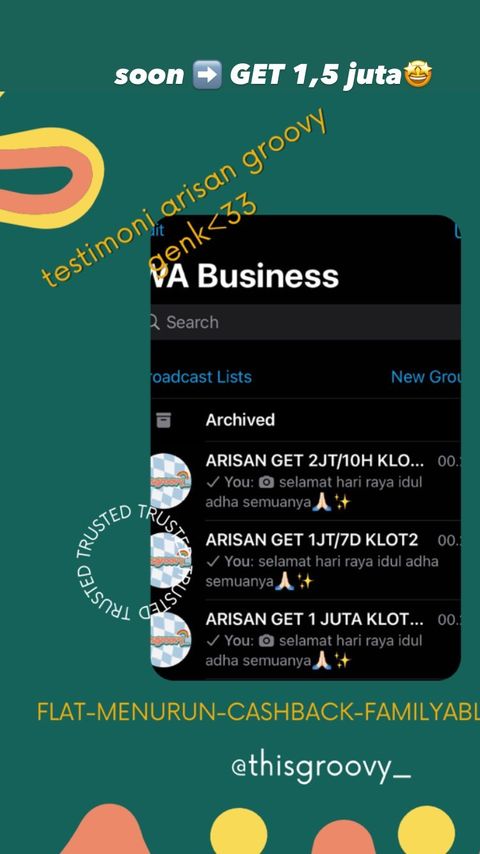 soon ➡️ GET 1,5 juta🤩
testimoni arisan groovy
genk<33
WA Business
Search
roadcast Lists
New Grou
Archived
ARISAN GET 2JT/10H KLO...
00.
✓ You: 📷 selamat hari raya idul
adha semuanya🙏🏻✨
ARISAN GET 1JT/7D KLOT2
00.
✓ You: selamat hari raya idul adha
semuanya🙏🏻✨
ARISAN GET 1 JUTA KLOT...
00.
✓ You: 📷 selamat hari raya idul
adha semuanya🙏🏻✨
TRUSTED TRUSTED TRUSTED TRUSTED
FLAT-MENURUN-CASHBACK-FAMILYABL
@thisgroovy_